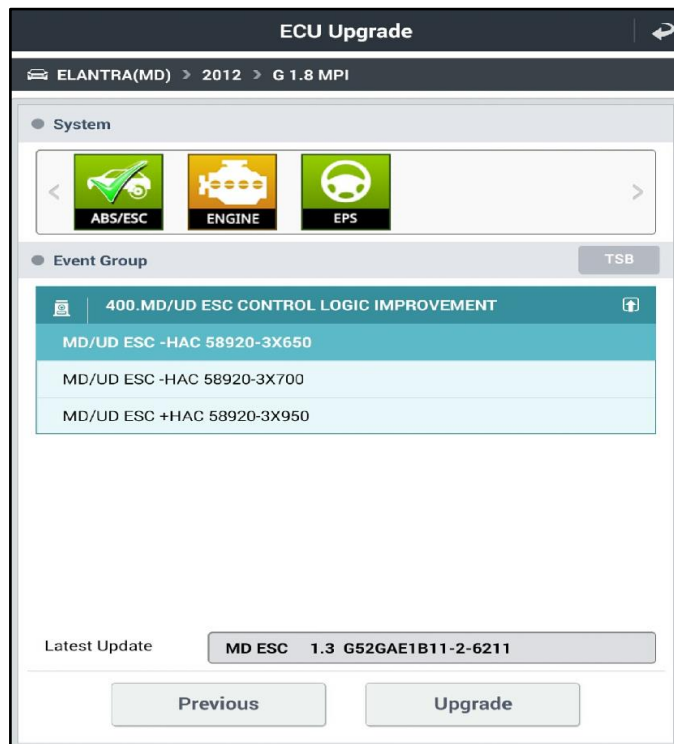 ECU Upgrade
ELANTRA(MD) > 2012 > G 1.8 MPI
System
ABS/ESC ENGINE EPS
Event Group TSB
400.MD/UD ESC CONTROL LOGIC IMPROVEMENT
MD/UD ESC -HAC 58920-3X650
MD/UD ESC -HAC 58920-3X700
MD/UD ESC +HAC 58920-3X950
Latest Update MD ESC 1.3 G52GAE1B11-2-6211
Previous Upgrade